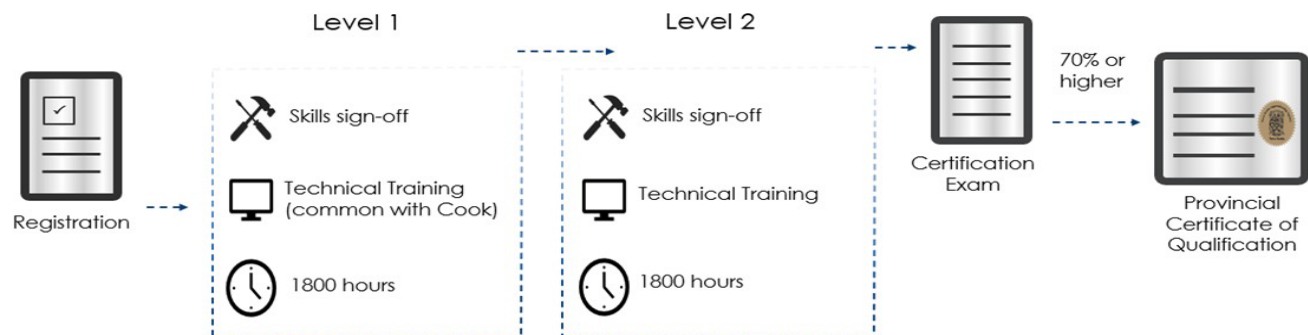 Level 1
Level 2
Registration
Skills sign-off
Technical Training
(common with Cook)
1800 hours
Skills sign-off
Technical Training
1800 hours
Certification
Exam
70% or
higher
Provincial
Certificate of
Qualification